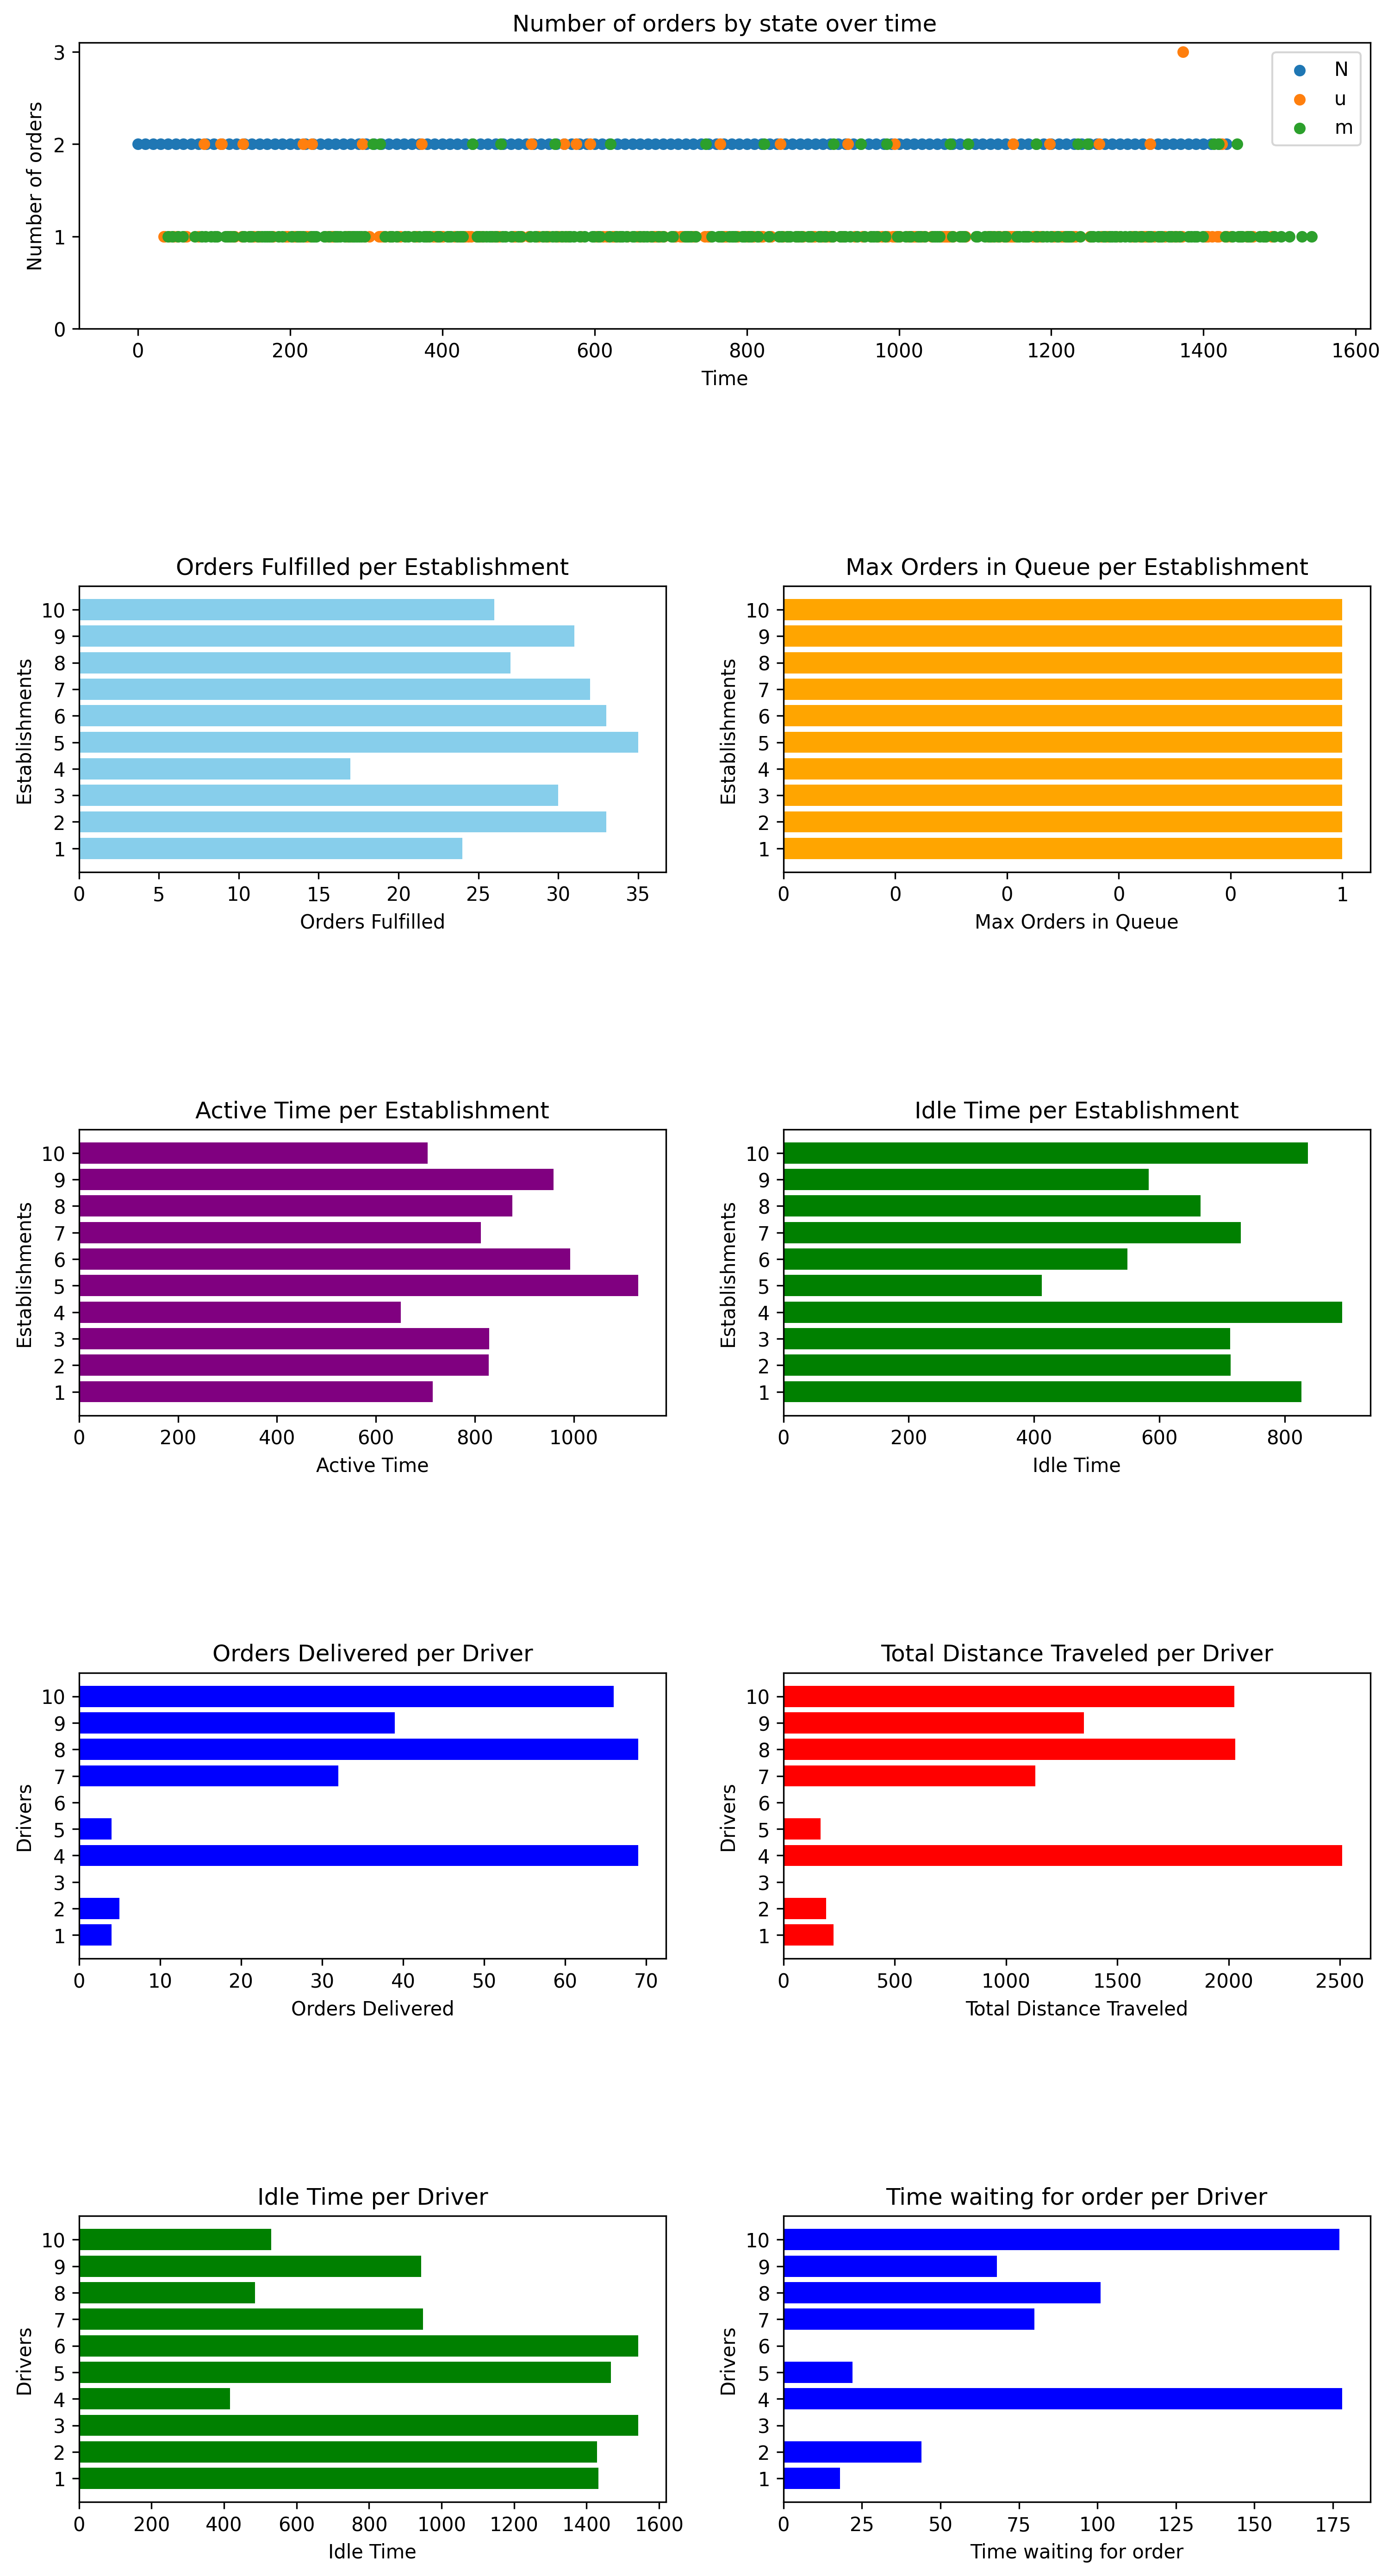 Number of orders by state over time
Number of orders
3
2
1
0
N
u
m
0 200 400 600 800 1000 1200 1400 1600
Time
Orders Fulfilled per Establishment
Establishments
10
9
8
7
6
5
4
3
2
1
0 5 10 15 20 25 30 35
Orders Fulfilled
Max Orders in Queue per Establishment
Establishments
10
9
8
7
6
5
4
3
2
1
0 0 0 0 0 1
Max Orders in Queue
Active Time per Establishment
Establishments
10
9
8
7
6
5
4
3
2
1
0 200 400 600 800 1000
Active Time
Idle Time per Establishment
Establishments
10
9
8
7
6
5
4
3
2
1
0 200 400 600 800
Idle Time
Orders Delivered per Driver
Drivers
10
9
8
7
6
5
4
3
2
1
0 10 20 30 40 50 60 70
Orders Delivered
Total Distance Traveled per Driver
Drivers
10
9
8
7
6
5
4
3
2
1
0 500 1000 1500 2000 2500
Total Distance Traveled
Idle Time per Driver
Drivers
10
9
8
7
6
5
4
3
2
1
0 200 400 600 800 1000 1200 1400 1600
Idle Time
Time waiting for order per Driver
Drivers
10
9
8
7
6
5
4
3
2
1
0 25 50 75 100 125 150 175
Time waiting for order